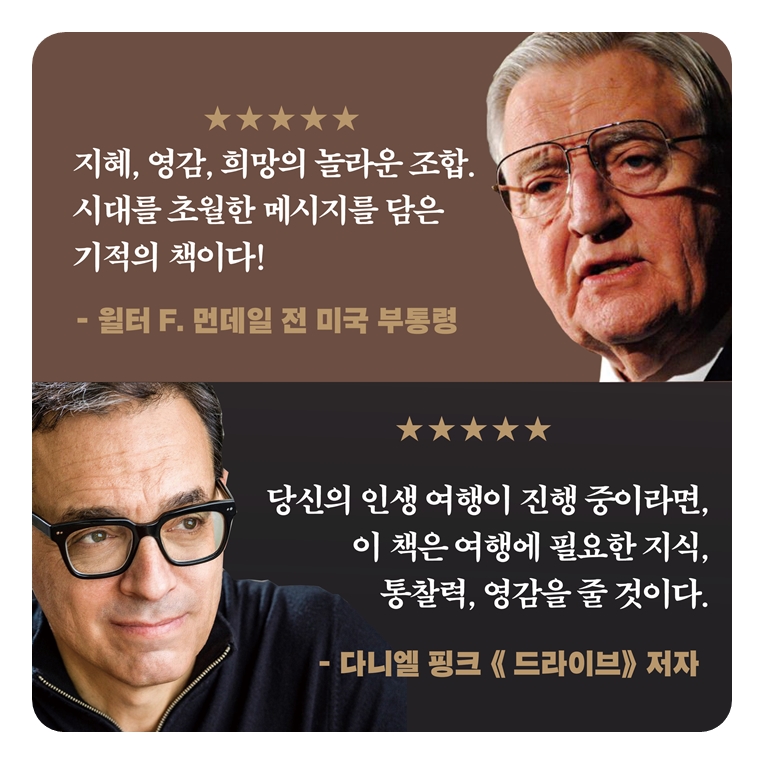 지혜, 영감, 희망의 놀라운 조합.
시대를 초월한 메시지를 담은
기적의 책이다!
- 월터 F. 먼데일 전 미국 부통령
당신의 인생 여행이 진행 중이라면,
이 책은 여행에 필요한 지식,
통찰력, 영감을 줄 것이다.
- 다니엘 핑크 《 드라이브》 저자